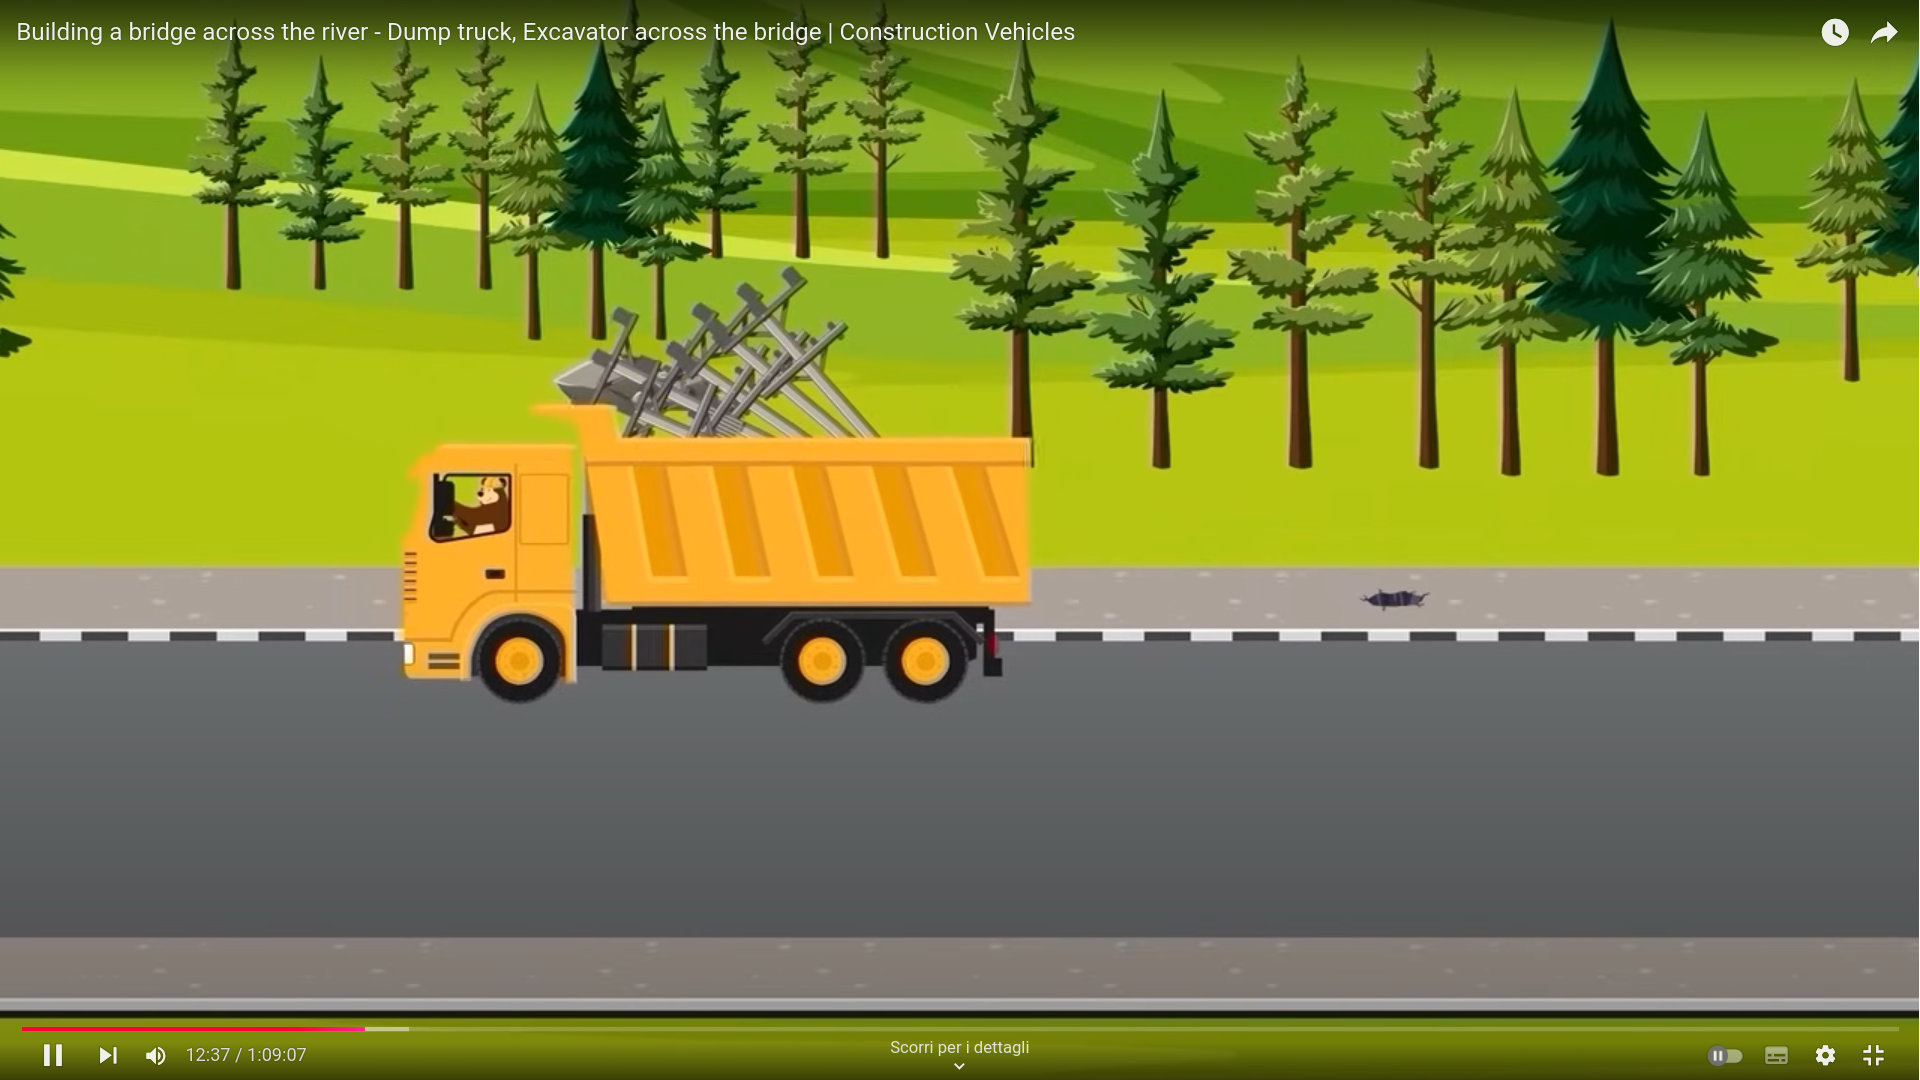 Building a bridge across the river - Dump truck, Excavator across the bridge | Construction Vehicles
Scorri per i dettagli
12:37 / 1:09:07